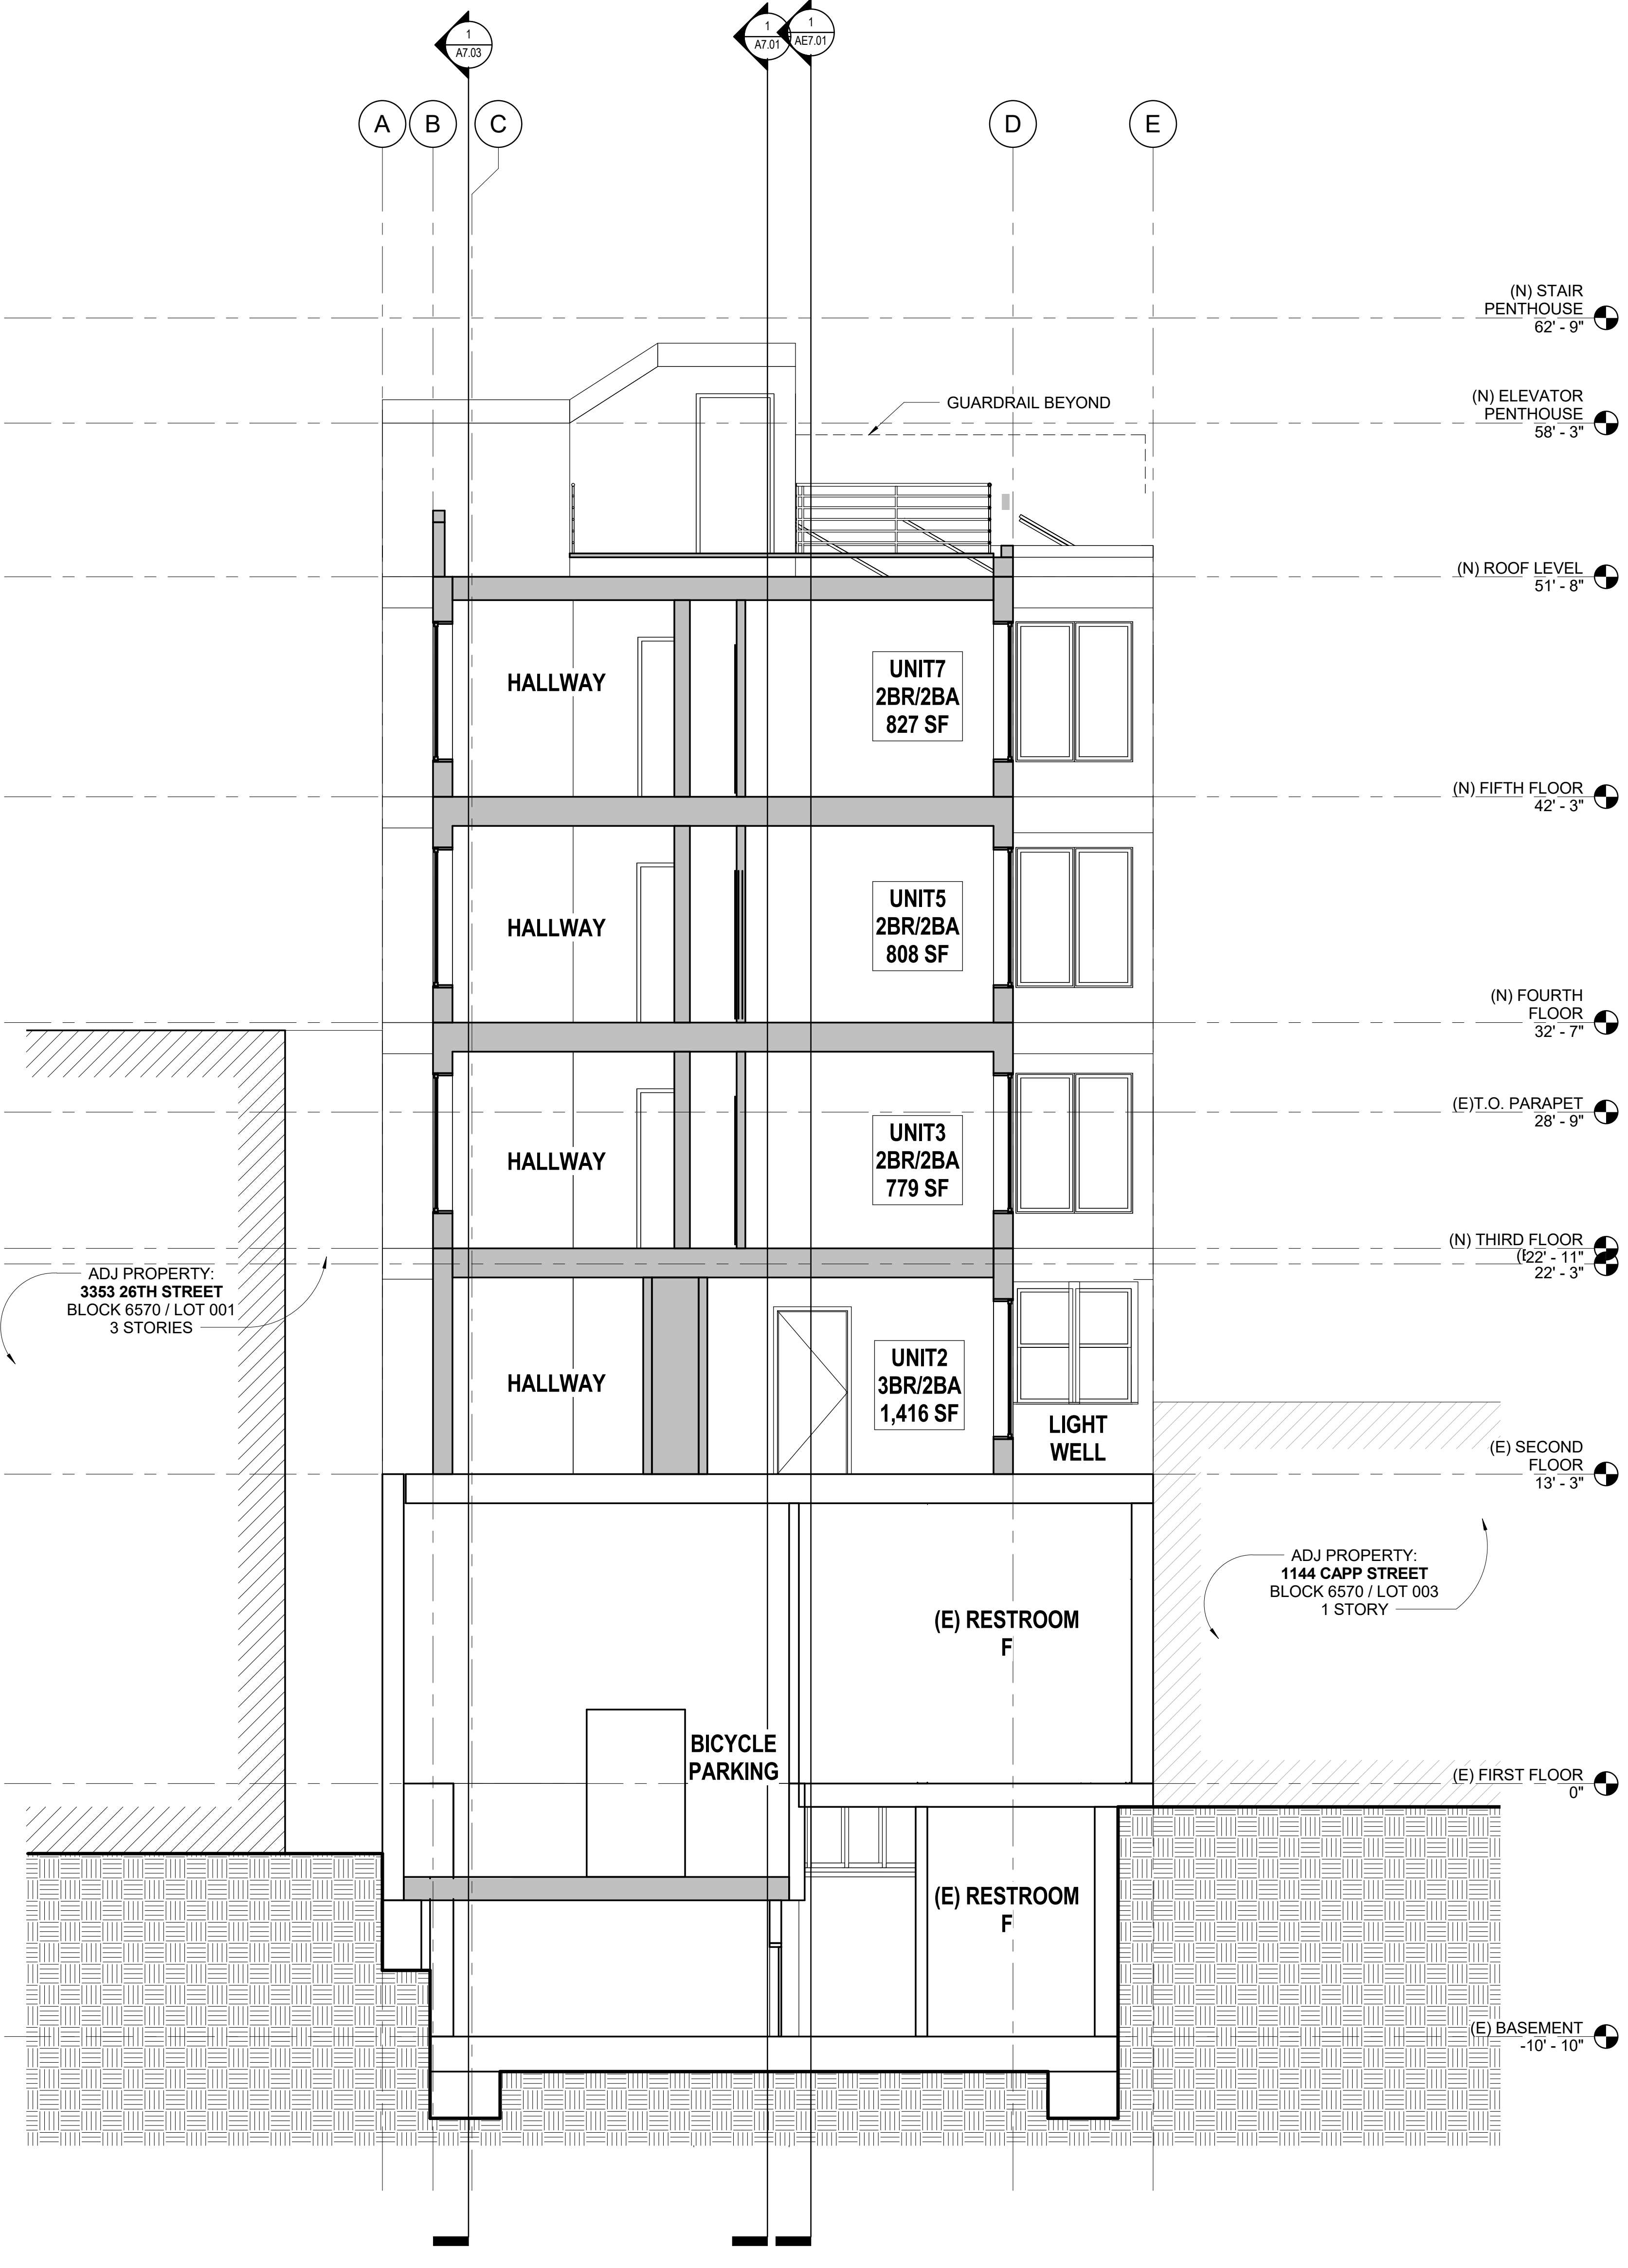 1
A7.03
1
A7.01
1
AE7.01
A
B
C
D
E
(N) STAIR
PENTHOUSE
62' - 9"
(N) ELEVATOR
PENTHOUSE
58' - 3"
GUARDRAIL BEYOND
(N) ROOF LEVEL
51' - 8"
HALLWAY
UNIT7
2BR/2BA
827 SF
(N) FIFTH FLOOR
42' - 3"
HALLWAY
UNIT5
2BR/2BA
808 SF
(N) FOURTH
FLOOR
32' - 7"
(E)T.O. PARAPET
28' - 9"
HALLWAY
UNIT3
2BR/2BA
779 SF
(N) THIRD FLOOR
22' - 11"
22' - 3"
ADJ PROPERTY:
3353 26TH STREET
BLOCK 6570 / LOT 001
3 STORIES
HALLWAY
UNIT2
3BR/2BA
1,416 SF
LIGHT
WELL
(E) SECOND
FLOOR
13' - 3"
ADJ PROPERTY:
1144 CAPP STREET
BLOCK 6570 / LOT 003
1 STORY
(E) RESTROOM
F
BICYCLE
PARKING
(E) FIRST FLOOR
0"
(E) RESTROOM
F
(E) BASEMENT
-10' - 10"